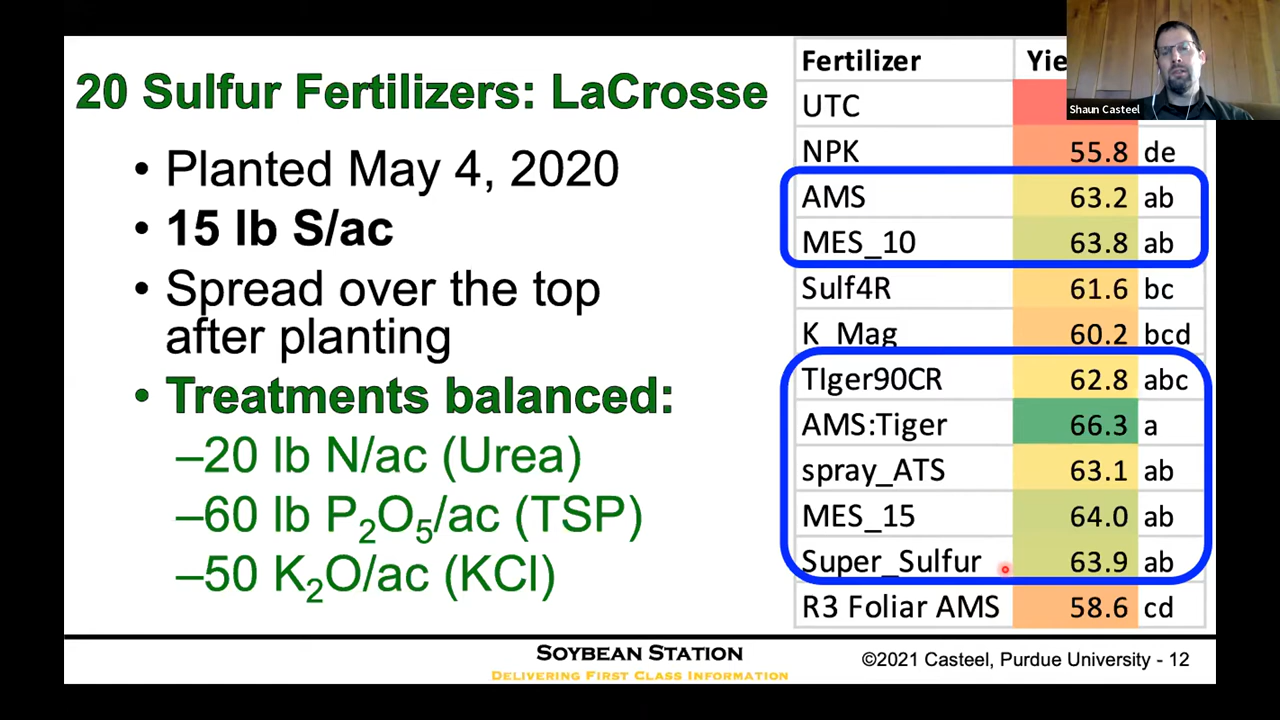 20 Sulfur Fertilizers: LaCrosse
• Planted May 4, 2020
• 15 lb S/ac
• Spread over the top
after planting
• Treatments balanced:
–20 lb N/ac (Urea)
–60 lb P2O5/ac (TSP)
–50 K2O/ac (KCl)
Fertilizer
UTC
NPK 55.8 de
AMS 63.2 ab
MES_10 63.8 ab
Sulf4R 61.6 bc
K_Mag 60.2 bcd
TIger90CR 62.8 abc
AMS:Tiger 66.3 a
spray_ATS 63.1 ab
MES_15 64.0 ab
Super_Sulfur 63.9 ab
R3 Foliar AMS 58.6 cd
Shaun Casteel
SOYBEAN STATION
DELIVERING FIRST CLASS INFORMATION
©2021 Casteel, Purdue University - 12